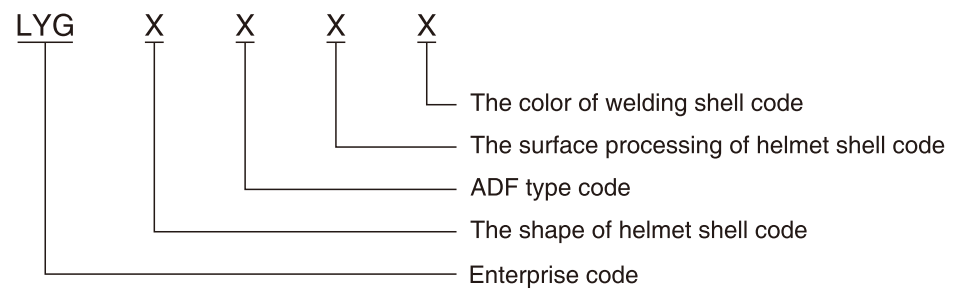 LYG X X X X
The color of welding shell code
The surface processing of helmet shell code
ADF type code
The shape of helmet shell code
Enterprise code